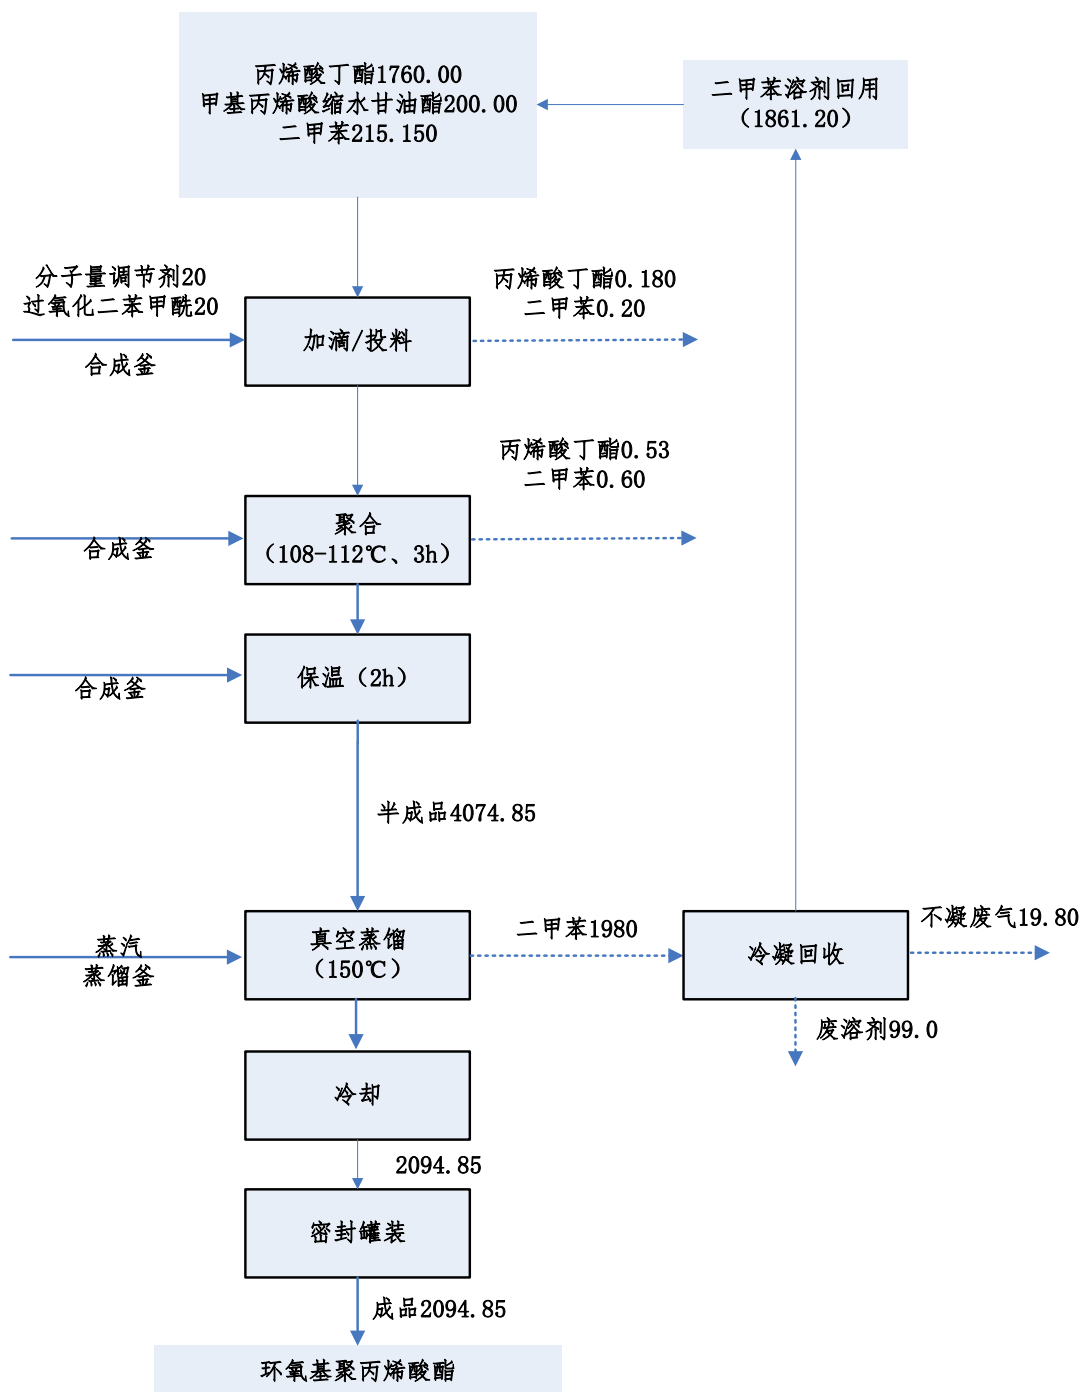 丙烯酸丁酯1760.00
甲基丙烯酸缩水甘油酯200.00
二甲苯215.150
二甲苯溶剂回用
（1861.20）
分子量调节剂20
过氧化二苯甲酰20
合成釜
加滴/投料
丙烯酸丁酯0.180
二甲苯0.20
丙烯酸丁酯0.53
二甲苯0.60
合成釜
聚合
（108-112℃、3h）
合成釜
保温（2h）
半成品4074.85
蒸汽
蒸馏釜
真空蒸馏
（150℃）
二甲苯1980
冷凝回收
不凝废气19.80
废溶剂99.0
冷却
2094.85
密封罐装
成品2094.85
环氧基聚丙烯酸酯